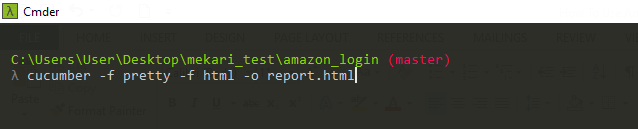 Cmder
C:\Users\User\Desktop\mekari_test\amazon_login (master)
λ cucumber -f pretty -f html -o report.html